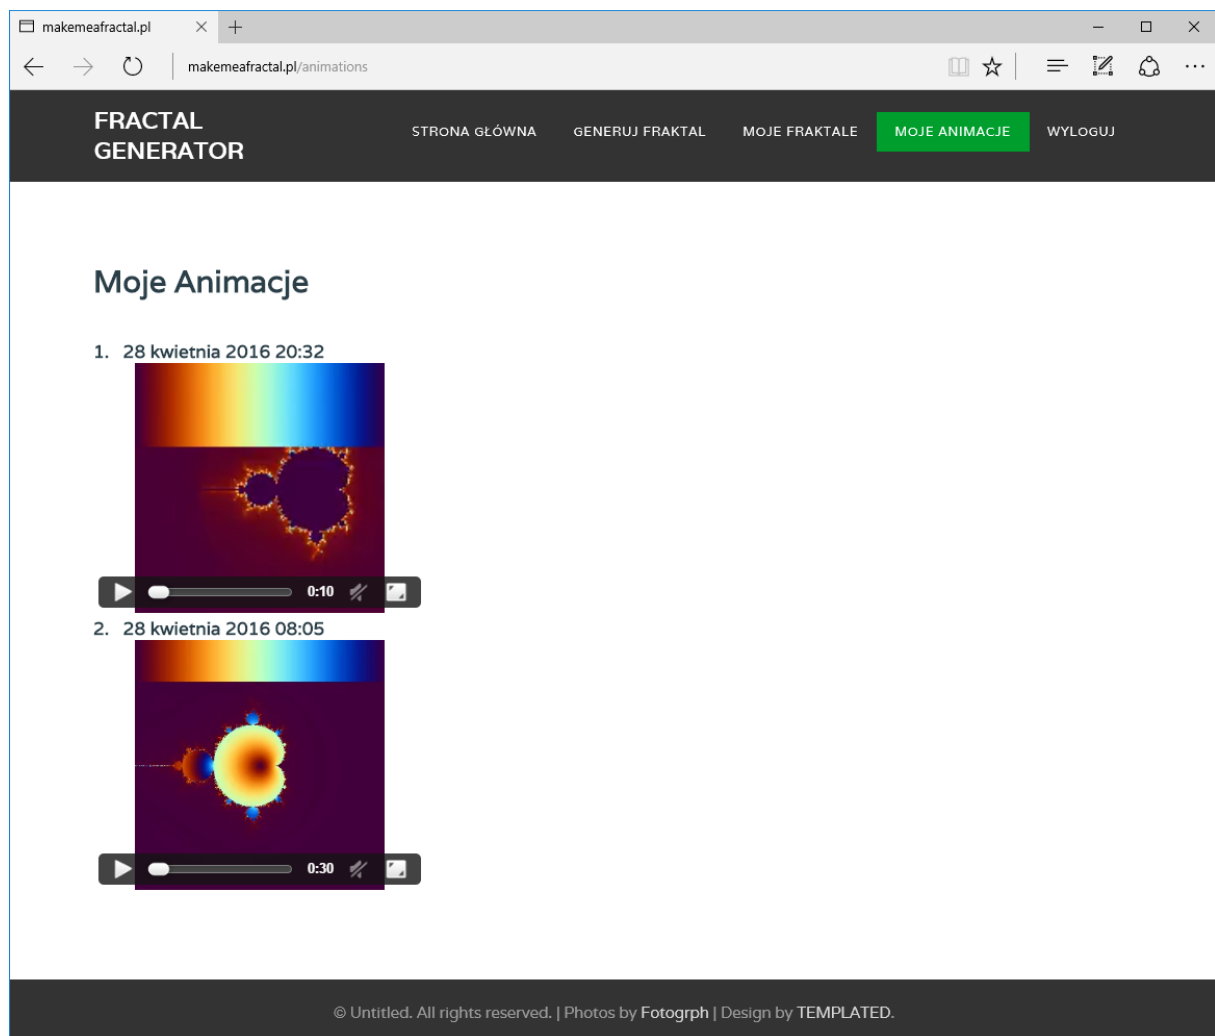 makemeafractal.pl
makemeafractal.pl/animations
FRACTAL
GENERATOR
STRONA GŁÓWNA GENERUJ FRAKTAL MOJE FRAKTALE MOJE ANIMACJE WYLOGUJ
Moje Animacje
1. 28 kwietnia 2016 20:32
0:10
2. 28 kwietnia 2016 08:05
0:30
© Untitled. All rights reserved. | Photos by Fotogrph | Design by TEMPLATED.